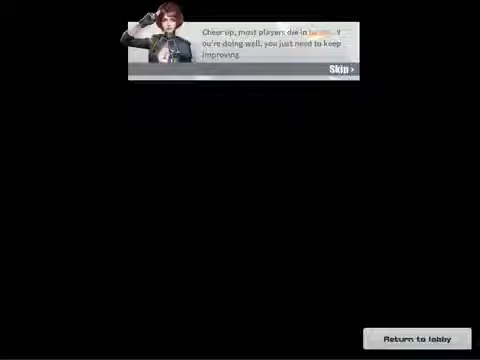 Cheer up, most players die in Y
ou're doing well, you just need to keep
improving.
Skip >
Return to lobby